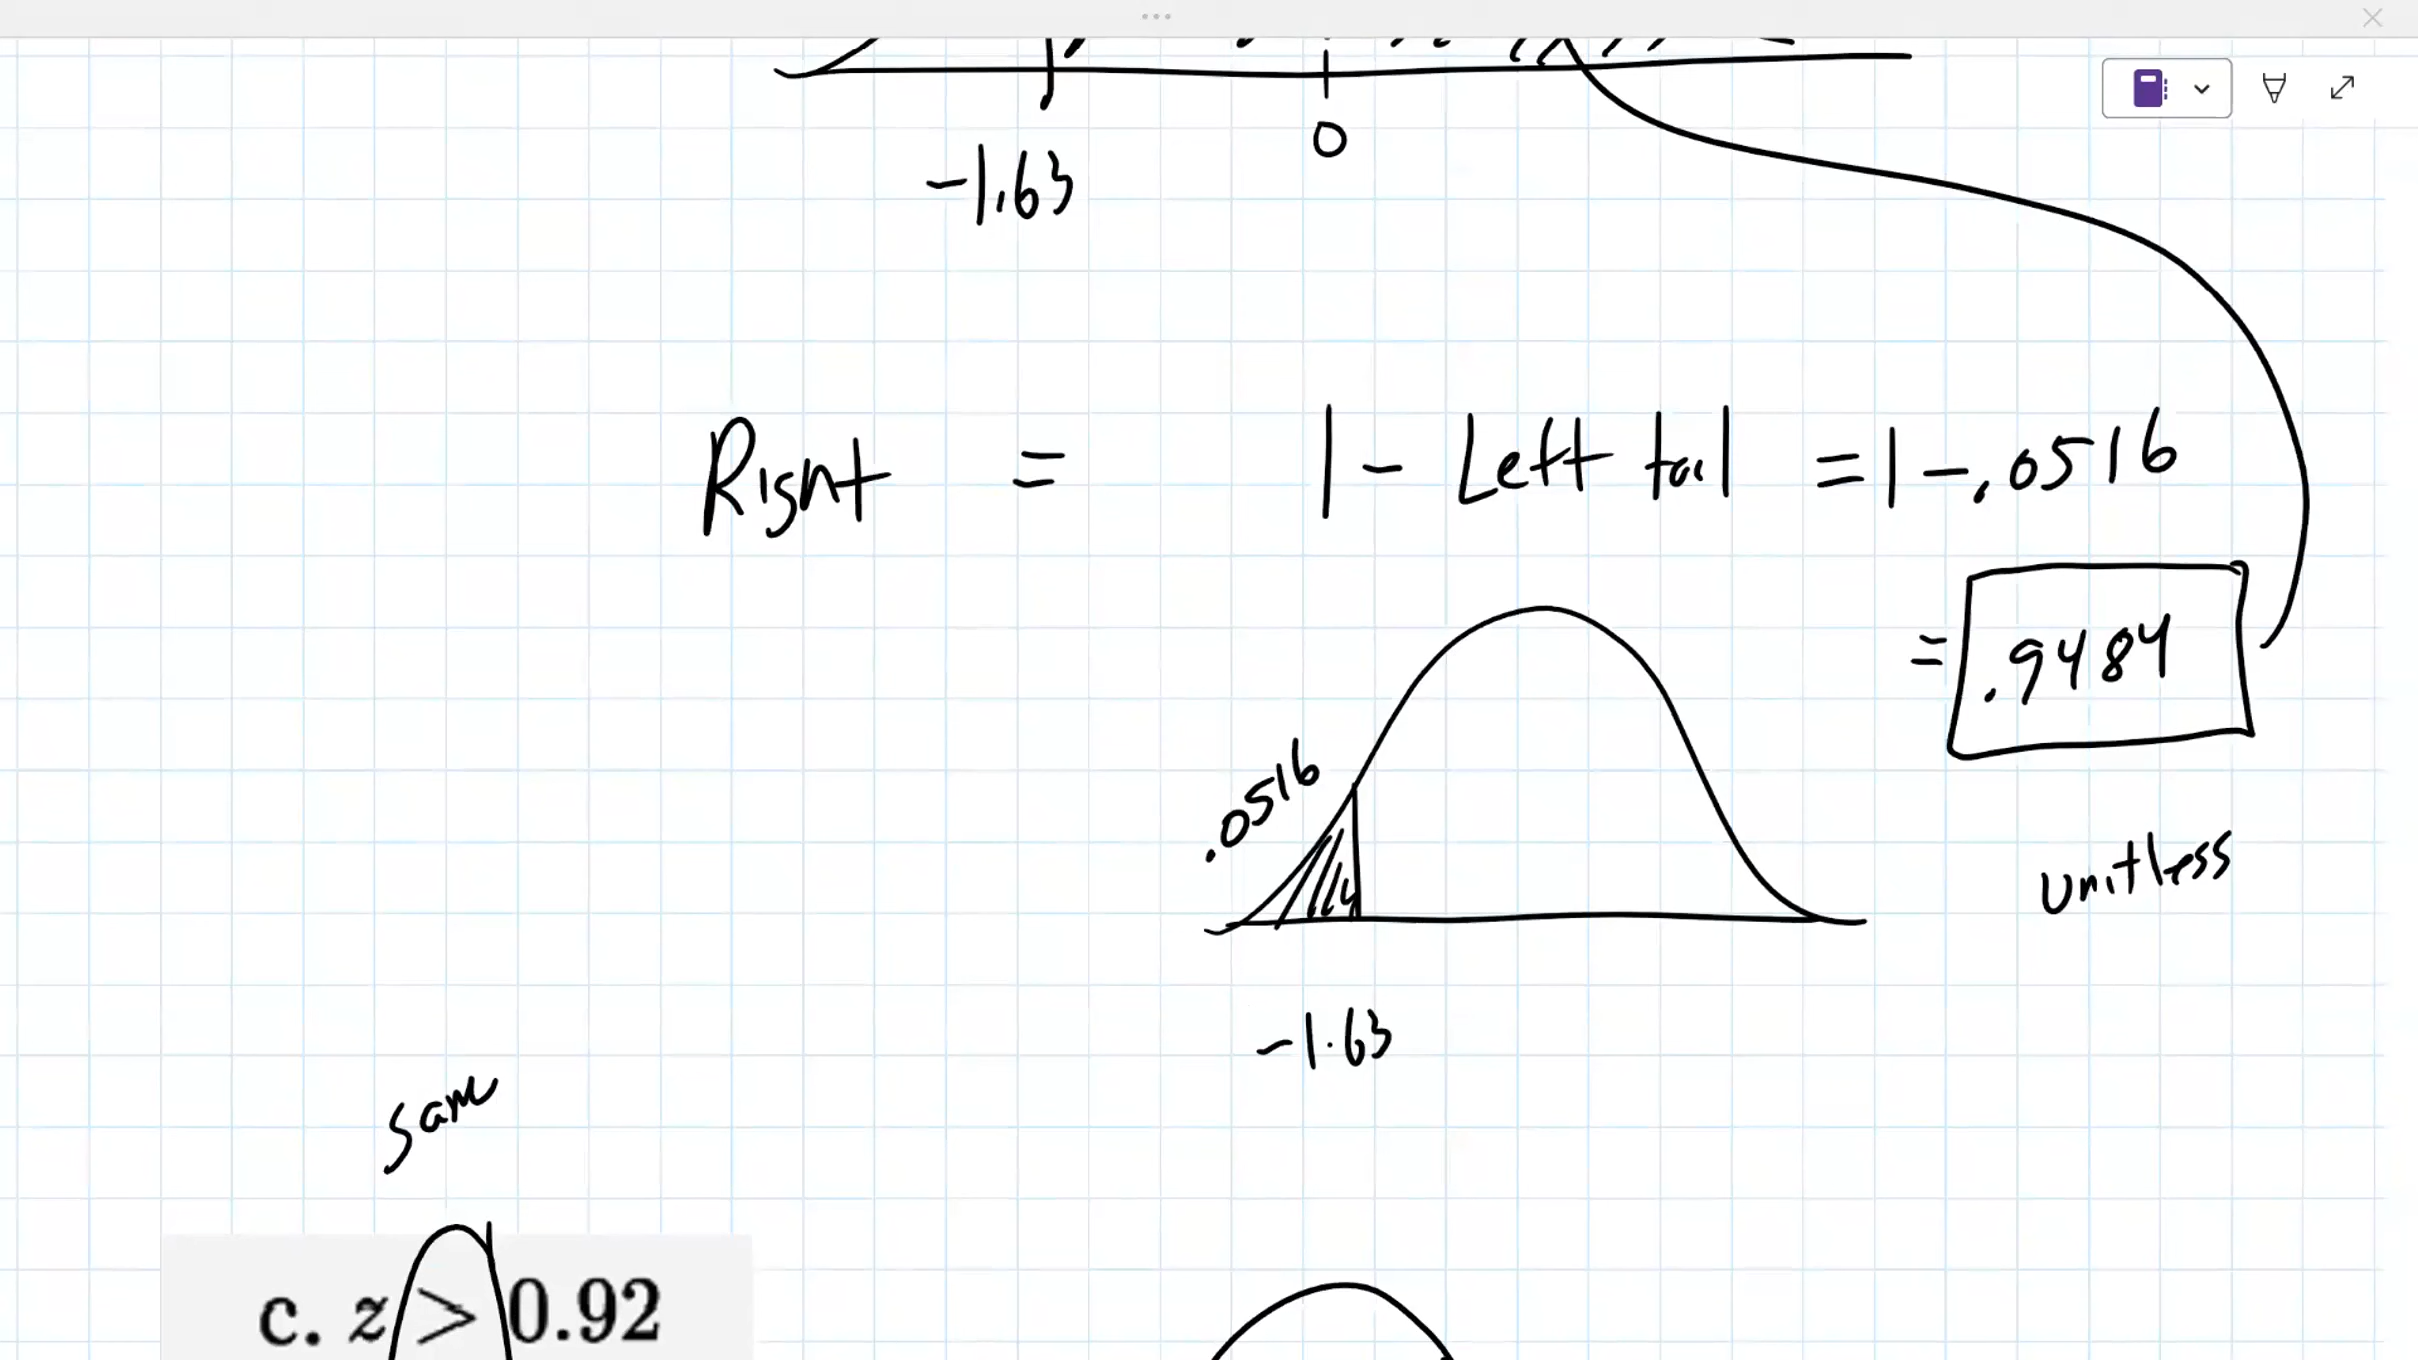 0
-1.63
Right = 1 - Left tail = 1 - .0516
= .9484
.0516
unitless
-1.63
same
c. z > 0.92